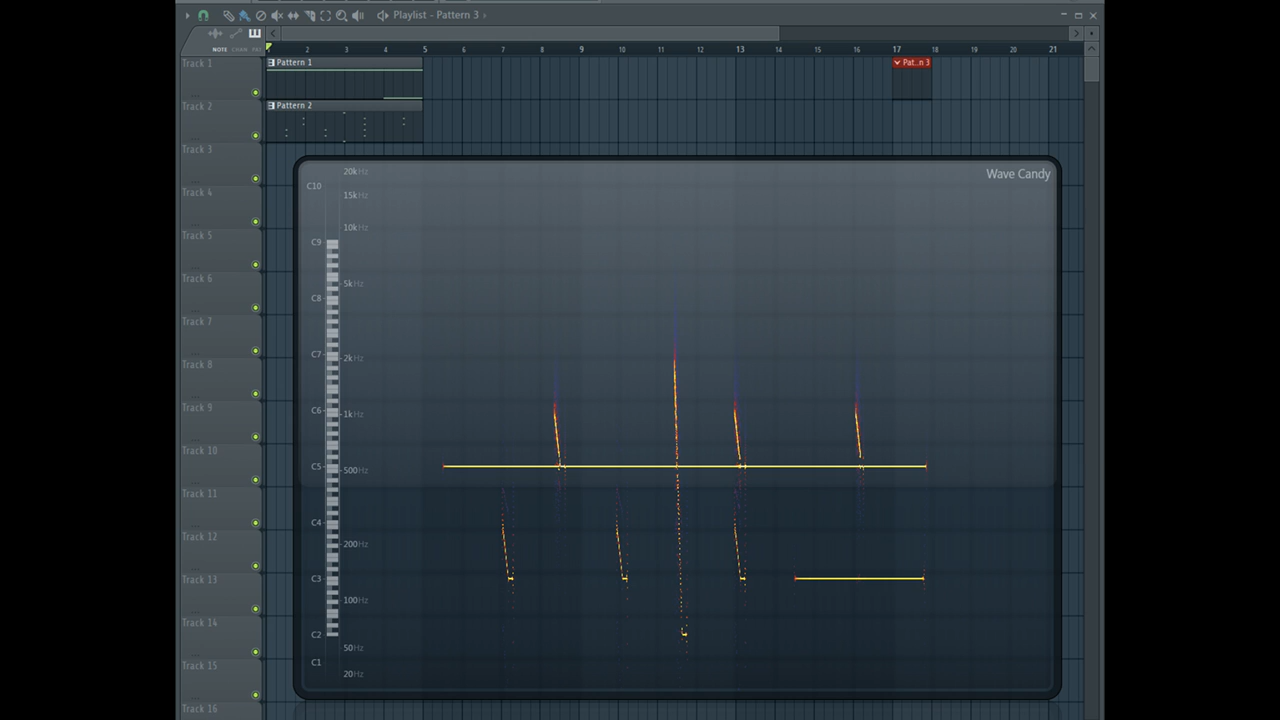 Playlist - Pattern 3 ›
NOTE CHAN PAT
2 3 4 5 6 7 8 9 10 11 12 13 14 15 16 17 18 19 20 21
Track 1
Pattern 1
Pat..n 3
Track 2
Pattern 2
Track 3
Track 4
Track 5
Track 6
Track 7
Track 8
Track 9
Track 10
Track 11
Track 12
Track 13
Track 14
Track 15
Track 16
Wave Candy
20kHz
C10
15kHz
10kHz
C9
5kHz
C8
C7
2kHz
C6
1kHz
C5
500Hz
C4
200Hz
C3
100Hz
C2
50Hz
C1
20Hz